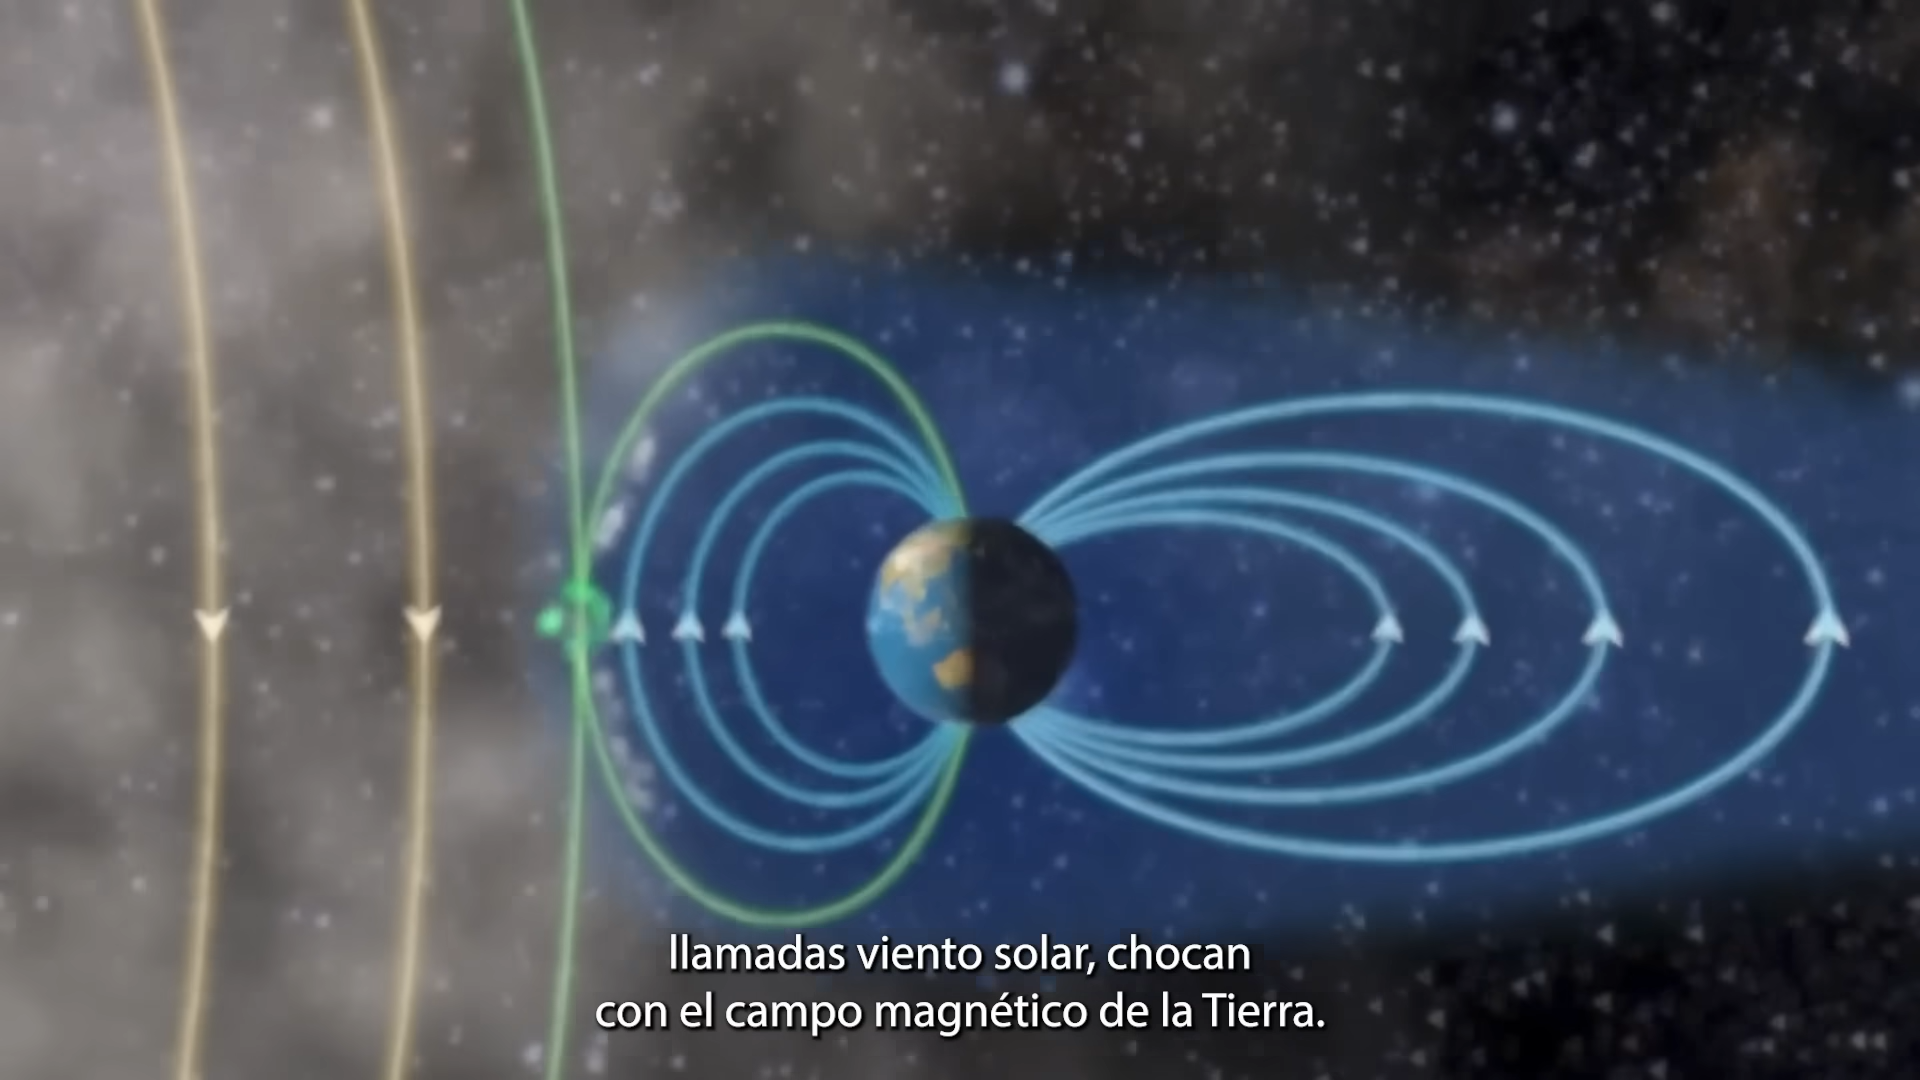 llamadas viento solar, chocan
con el campo magnético de la Tierra.